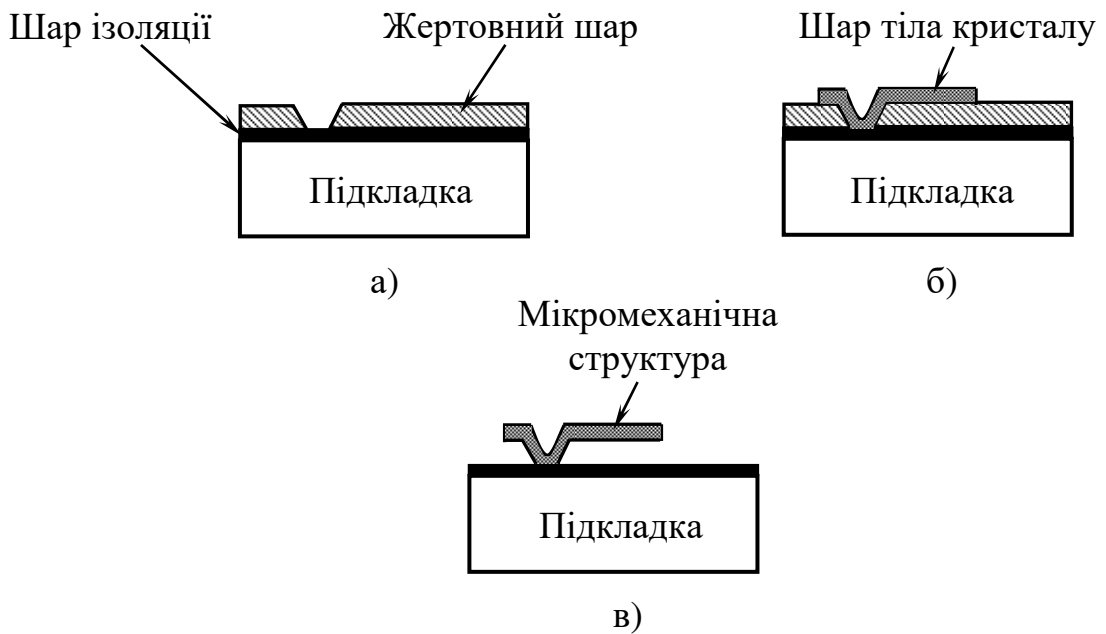 Шар ізоляції
Жертовний шар
Шар тіла кристалу
Підкладка
Підкладка
а)
б)
Мікромеханічна
структура
Підкладка
в)